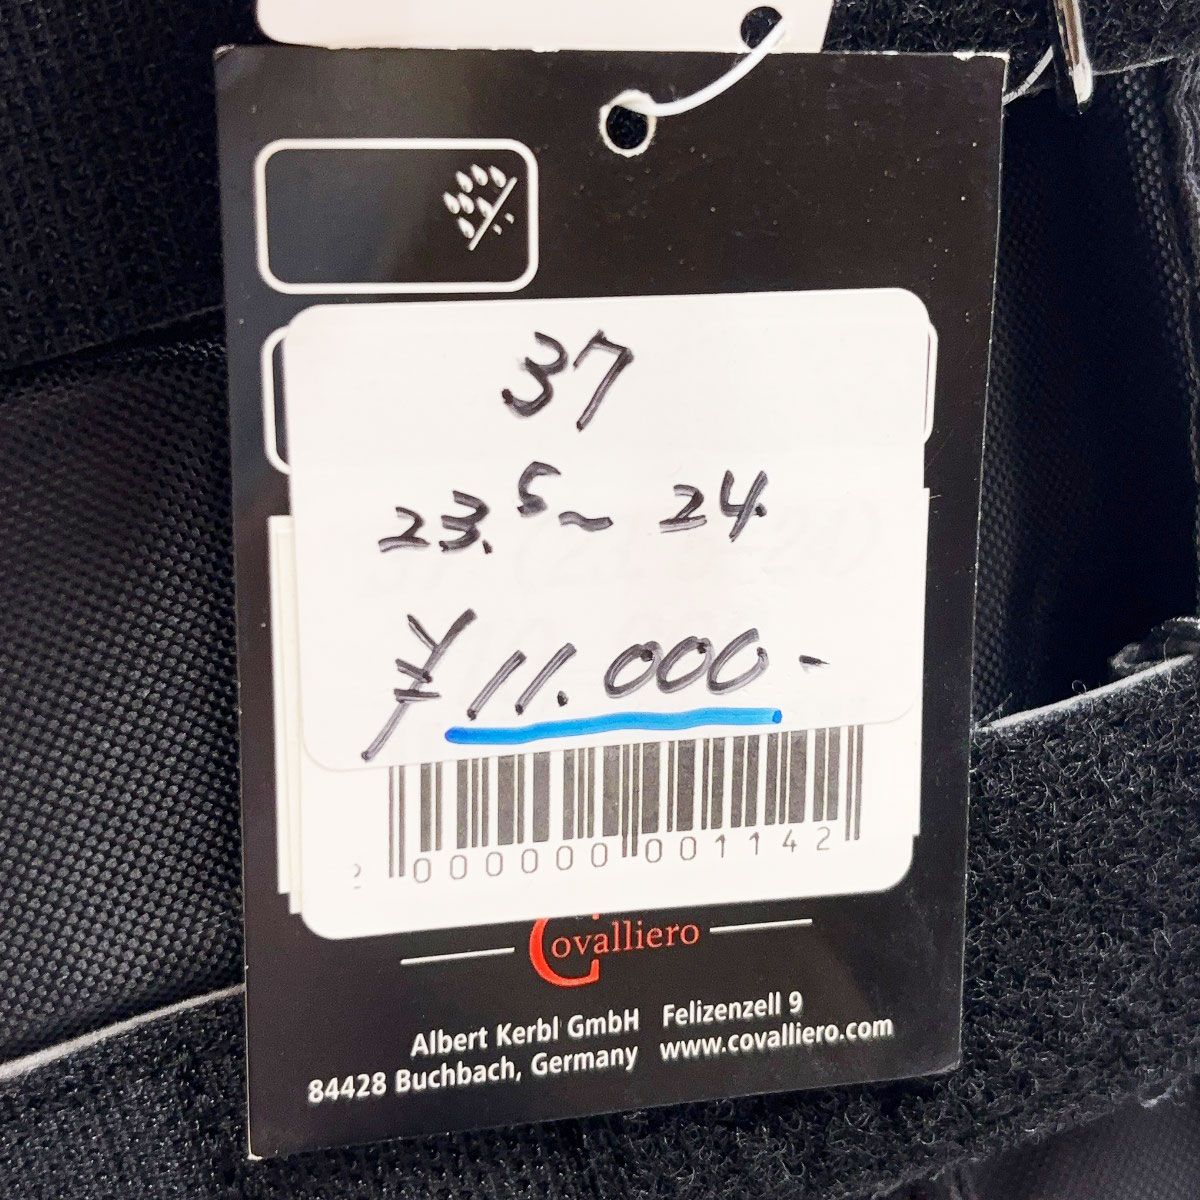 37
23.5~ 24.
¥11.000-
2 000000 001142
Covalliero
Albert Kerbl GmbH Felizenzell 9
84428 Buchbach, Germany www.covalliero.com